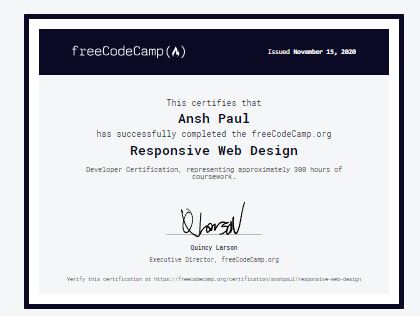 freeCodeCamp(🔥)
Issued November 15, 2020
This certifies that
Ansh Paul
has successfully completed the freeCodeCamp.org
Responsive Web Design
Developer Certification, representing approximately 300 hours of
coursework.
QLarson
Quincy Larson
Executive Director, freeCodeCamp.org
Verify this certification at https://freecodecamp.org/certification/anshpaul/responsive-web-design